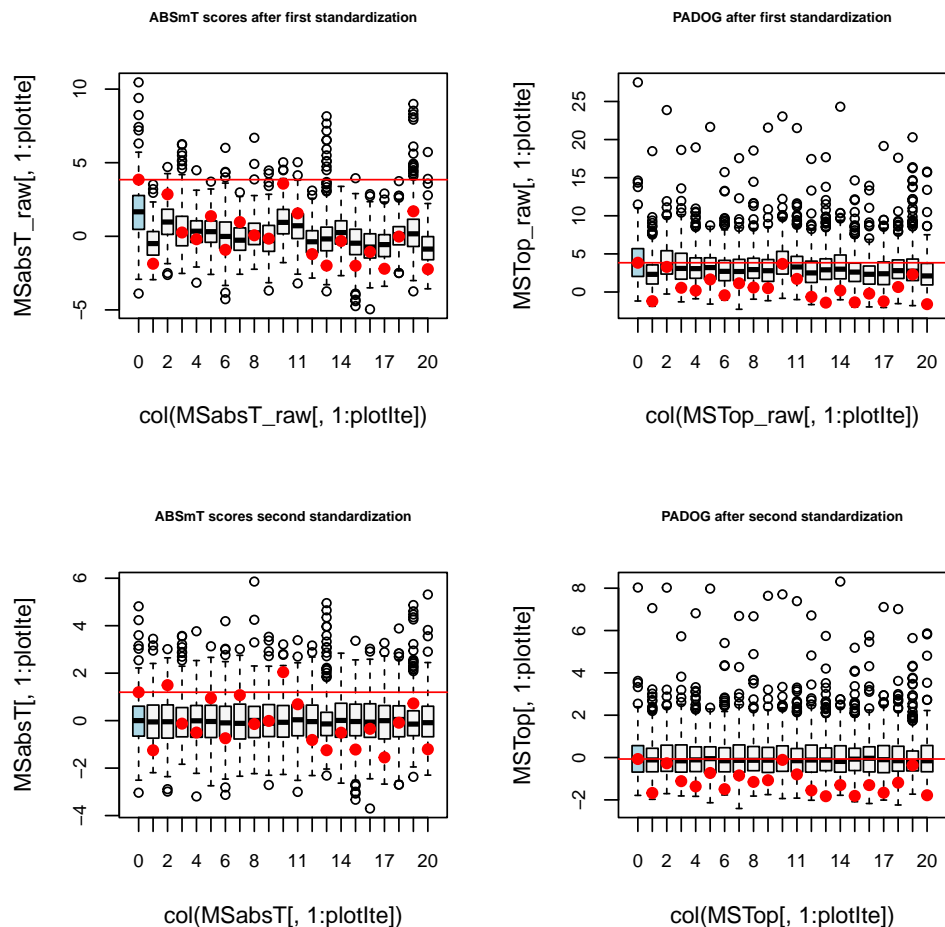 ABSmT scores after first standardization
MSabsT_raw[, 1:plotIte]
10
5
0
-5
0 2 4 6 8 11 14 17 20
col(MSabsT_raw[, 1:plotIte])
PADOG after first standardization
MSTop_raw[, 1:plotIte]
25
20
15
10
5
0
0 2 4 6 8 11 14 17 20
col(MSTop_raw[, 1:plotIte])
ABSmT scores second standardization
MSabsT[, 1:plotIte]
6
4
2
0
-2
-4
0 2 4 6 8 11 14 17 20
col(MSabsT[, 1:plotIte])
PADOG after second standardization
MSTop[, 1:plotIte]
8
6
4
2
0
-2
0 2 4 6 8 11 14 17 20
col(MSTop[, 1:plotIte])